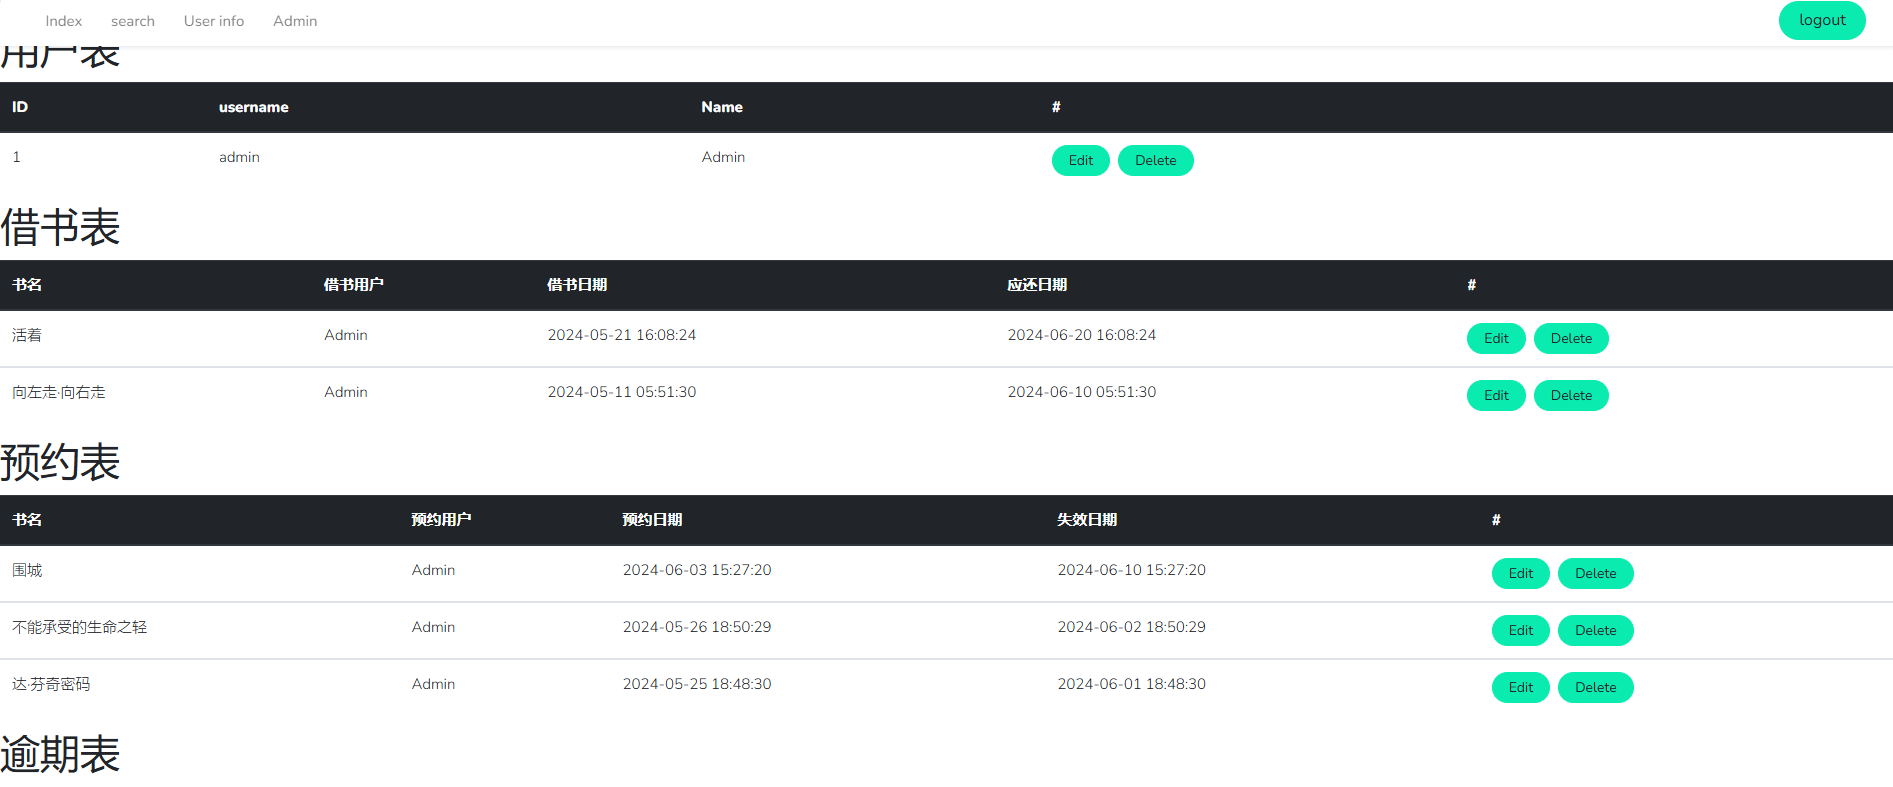 Index search User info Admin logout
用户表
ID username Name #
1 admin Admin Edit Delete
借书表
书名 借书用户 借书日期 应还日期 #
活着 Admin 2024-05-21 16:08:24 2024-06-20 16:08:24 Edit Delete
向左走·向右走 Admin 2024-05-11 05:51:30 2024-06-10 05:51:30 Edit Delete
预约表
书名 预约用户 预约日期 失效日期 #
围城 Admin 2024-06-03 15:27:20 2024-06-10 15:27:20 Edit Delete
不能承受的生命之轻 Admin 2024-05-26 18:50:29 2024-06-02 18:50:29 Edit Delete
达·芬奇密码 Admin 2024-05-25 18:48:30 2024-06-01 18:48:30 Edit Delete
逾期表